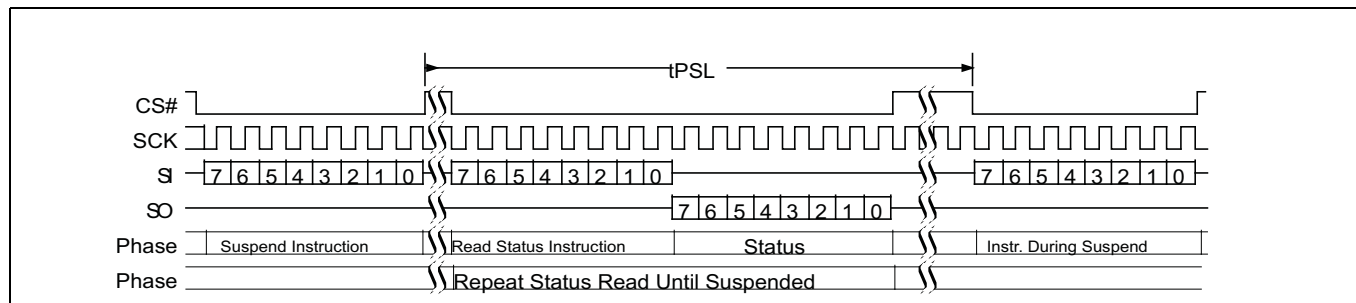 tPSL
CS#
SCK
SI 7 6 5 4 3 2 1 0 7 6 5 4 3 2 1 0 7 6 5 4 3 2 1 0
SO 7 6 5 4 3 2 1 0
Phase Suspend Instruction Read Status Instruction Status Instr. During Suspend
Phase Repeat Status Read Until Suspended